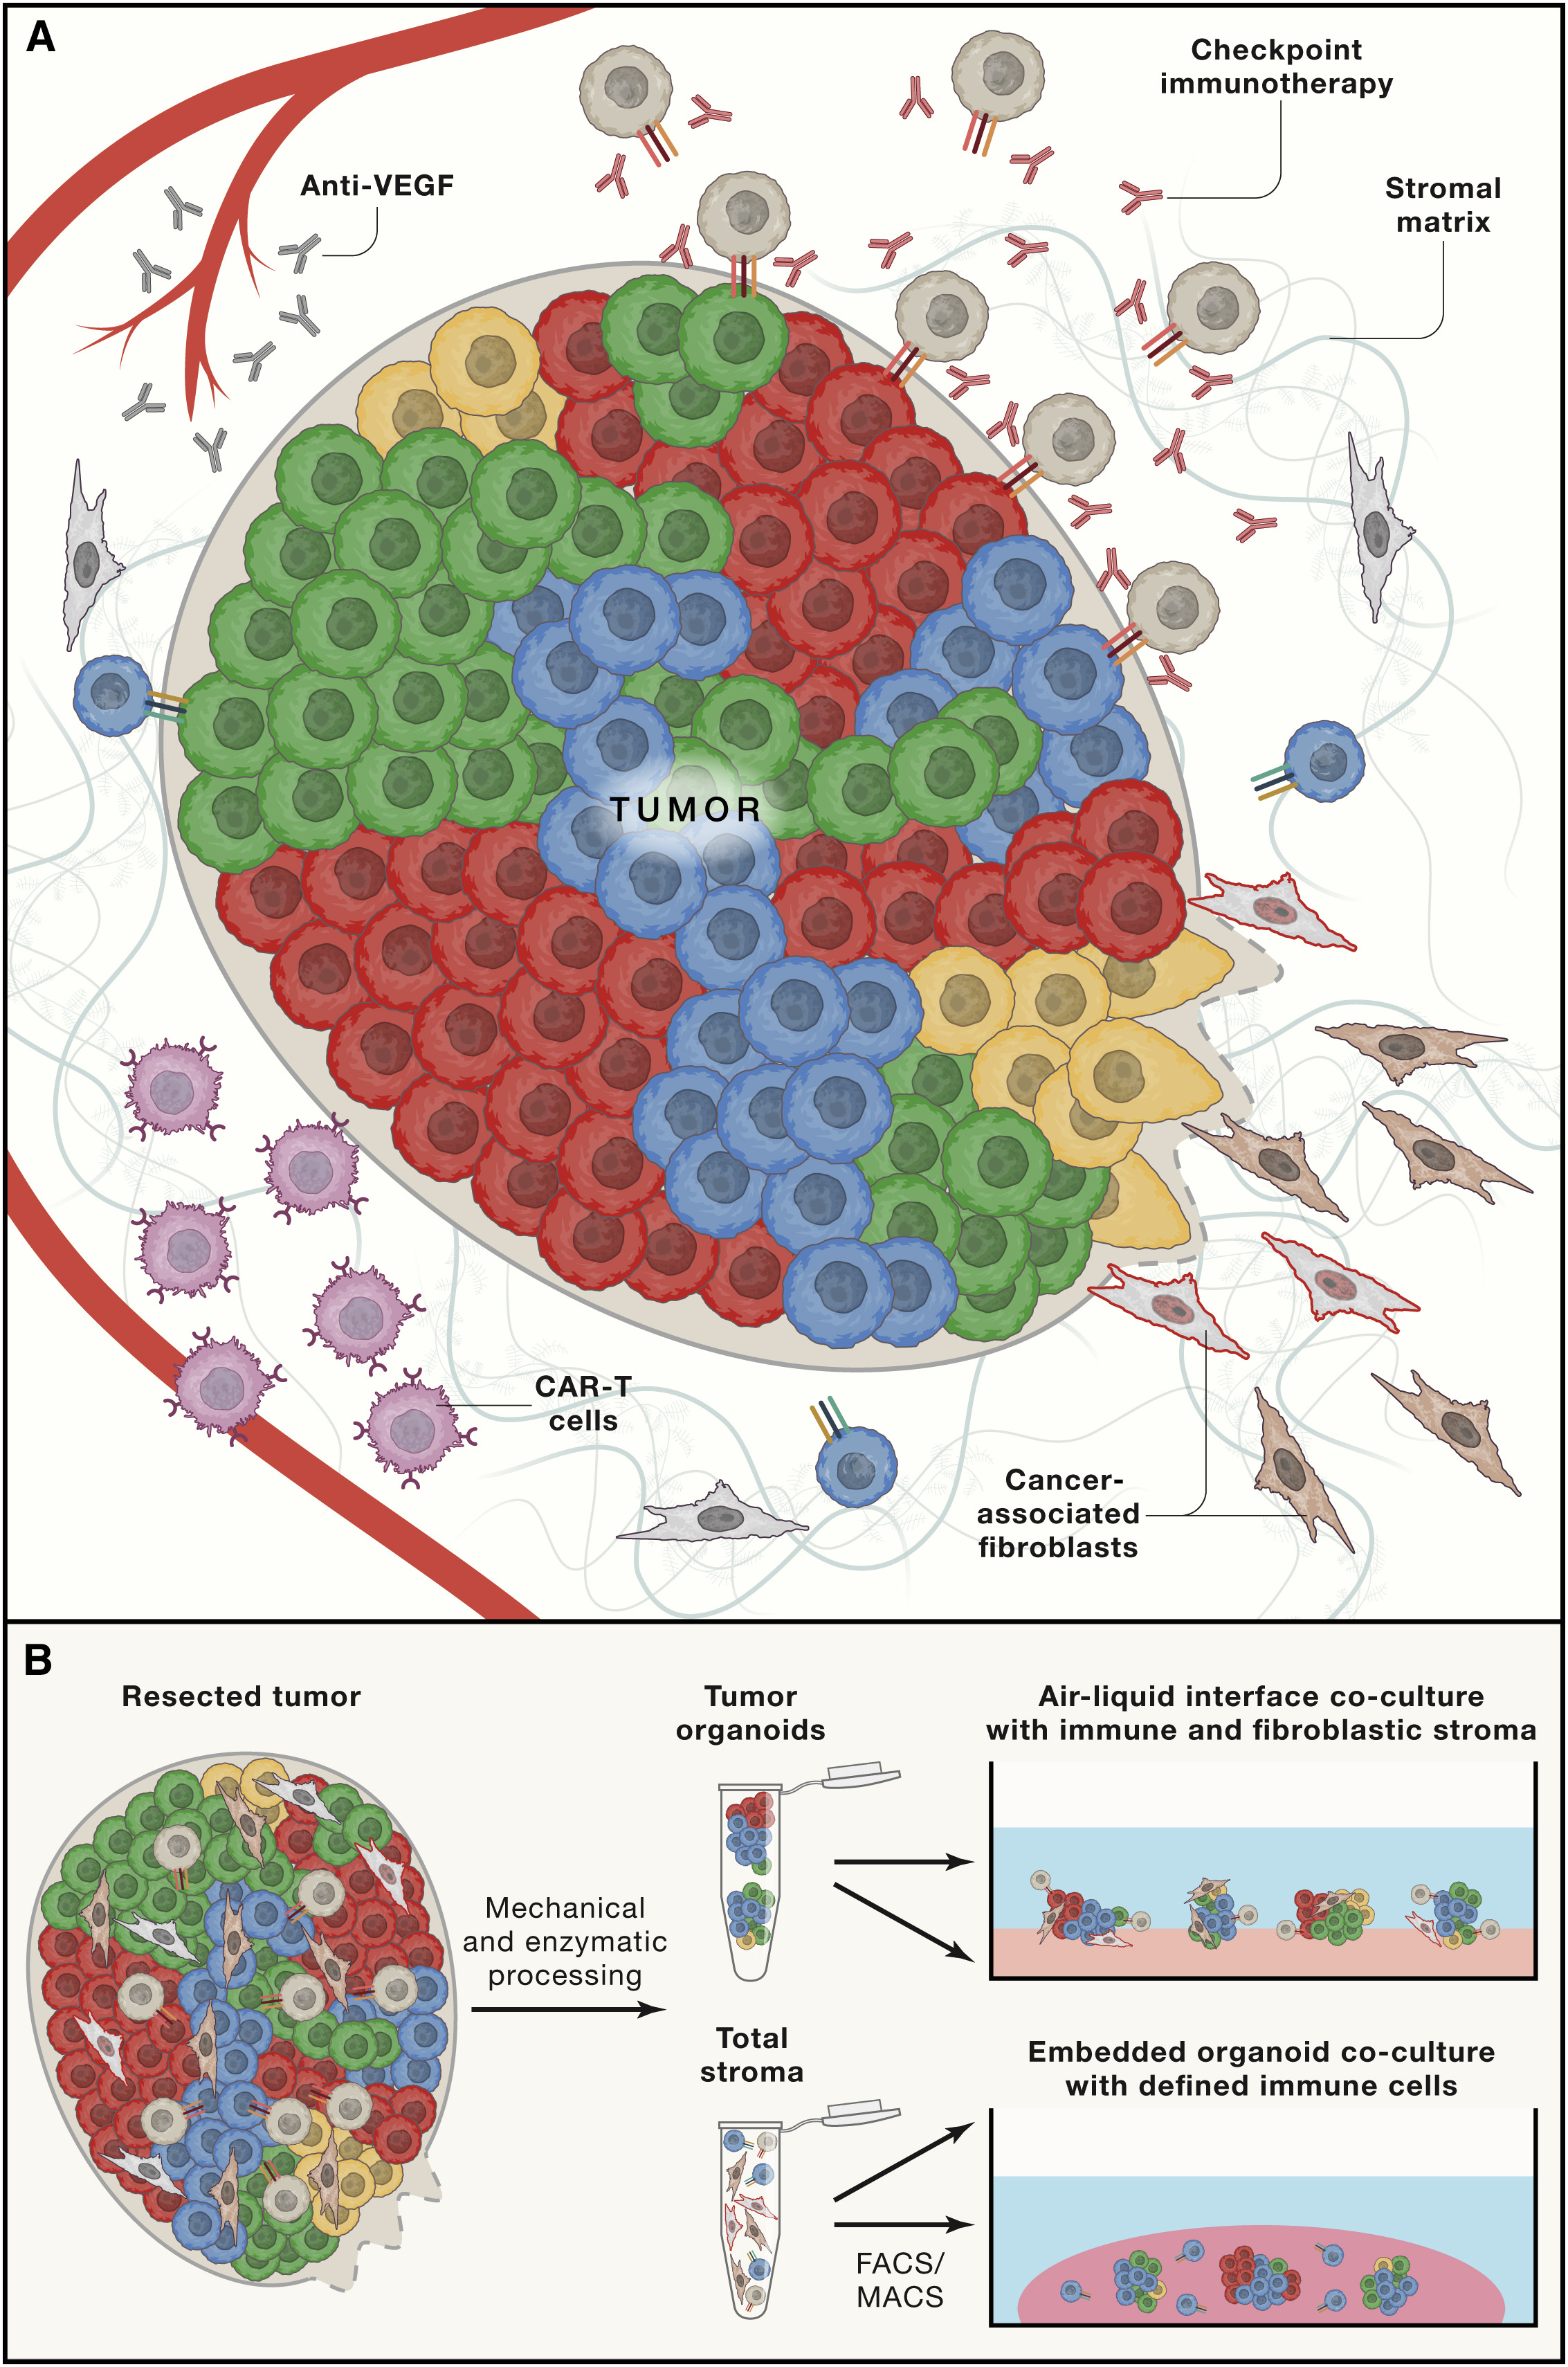 A
Checkpoint
immunotherapy
Anti-VEGF
Stromal
matrix
TUMOR
CAR-T
cells
Cancer-
associated
fibroblasts
B
Resected tumor
Mechanical
and enzymatic
processing
Tumor
organoids
Total
stroma
FACS/
MACS
Air-liquid interface co-culture
with immune and fibroblastic stroma
Embedded organoid co-culture
with defined immune cells